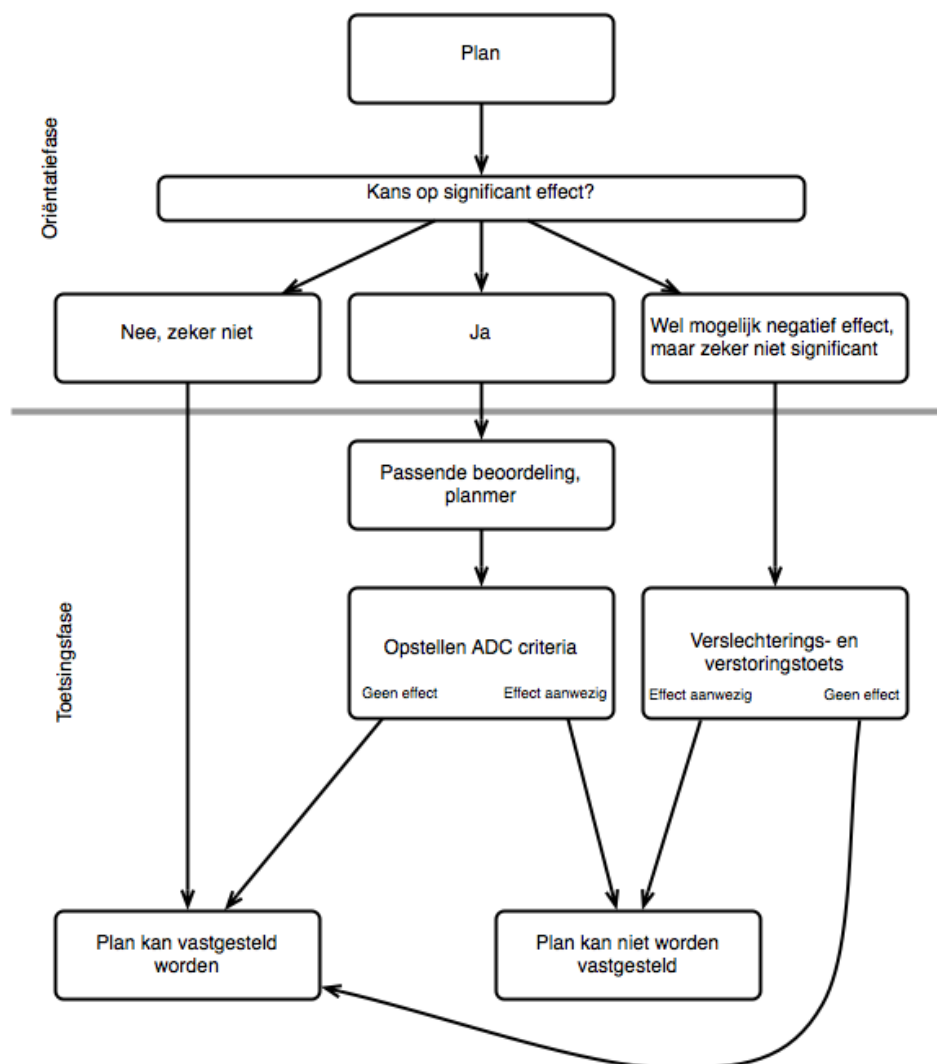 Plan
Oriëntatiefase
Kans op significant effect?
Nee, zeker niet
Ja
Wel mogelijk negatief effect,
maar zeker niet significant
Passende beoordeling,
planmer
Toetsingsfase
Opstellen ADC criteria
Geen effect
Effect aanwezig
Verslechterings- en
verstoringstoets
Effect aanwezig
Geen effect
Plan kan vastgesteld
worden
Plan kan niet worden
vastgesteld